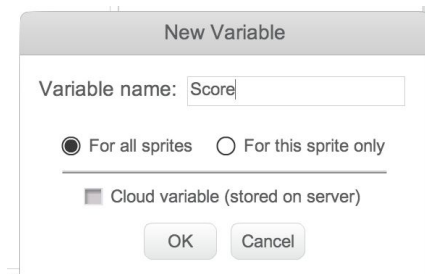 New Variable
Variable name: Score
For all sprites For this sprite only
Cloud variable (stored on server)
OK Cancel